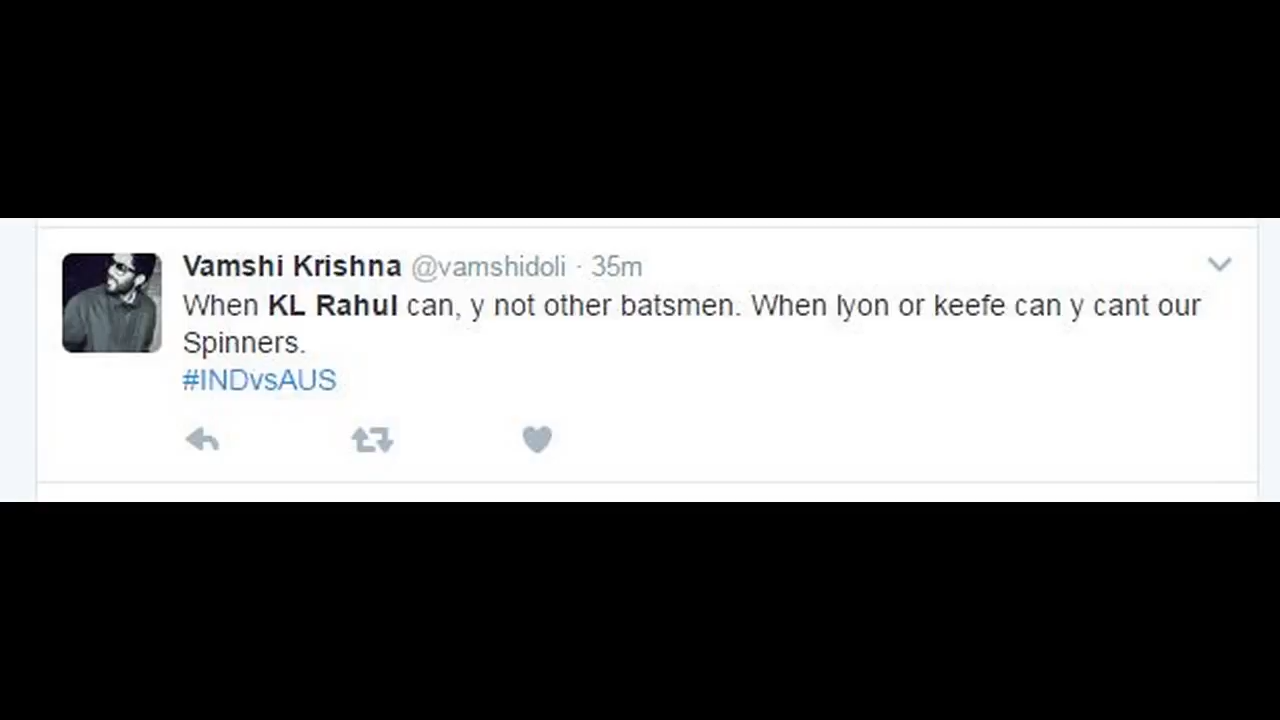 Vamshi Krishna @vamshidoli · 35m
When KL Rahul can, y not other batsmen. When lyon or keefe can y cant our
Spinners.
#INDvsAUS